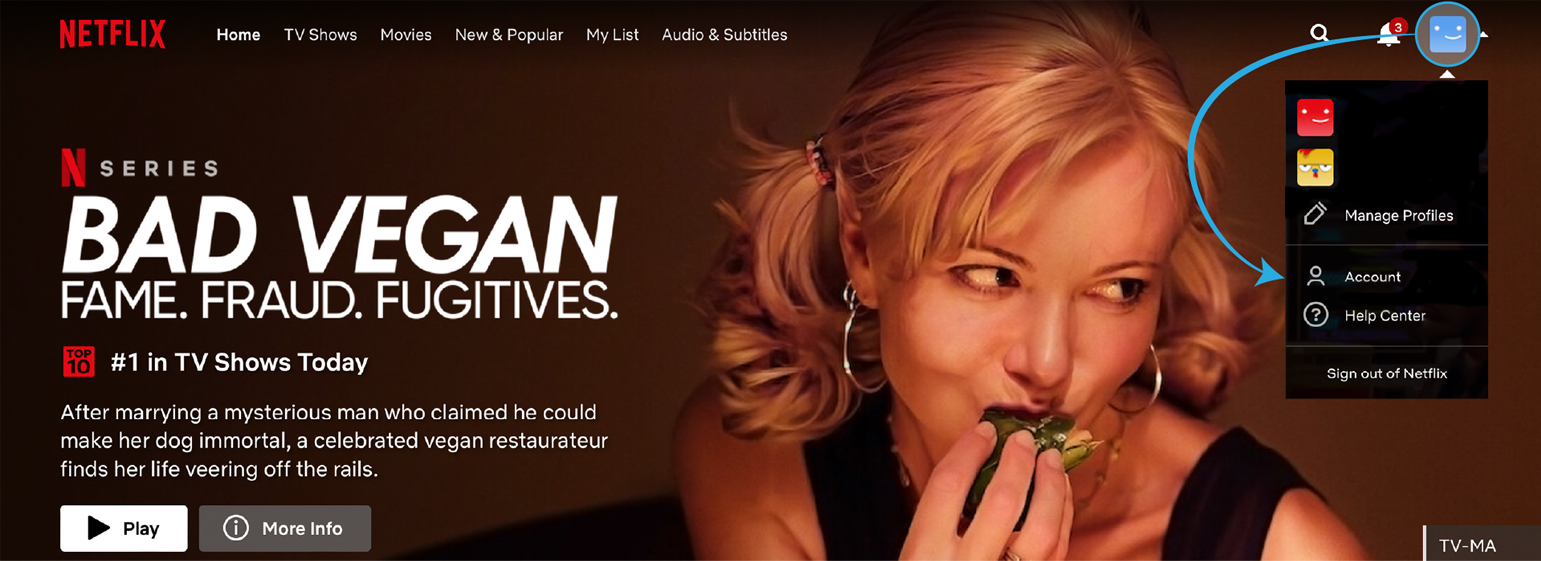 NETFLIX
Home TV Shows Movies New & Popular My List Audio & Subtitles
3
N SERIES
BAD VEGAN
FAME. FRAUD. FUGITIVES.
TOP 10 #1 in TV Shows Today
After marrying a mysterious man who claimed he could
make her dog immortal, a celebrated vegan restaurateur
finds her life veering off the rails.
Play More Info
Manage Profiles
Account
Help Center
Sign out of Netflix
TV-MA